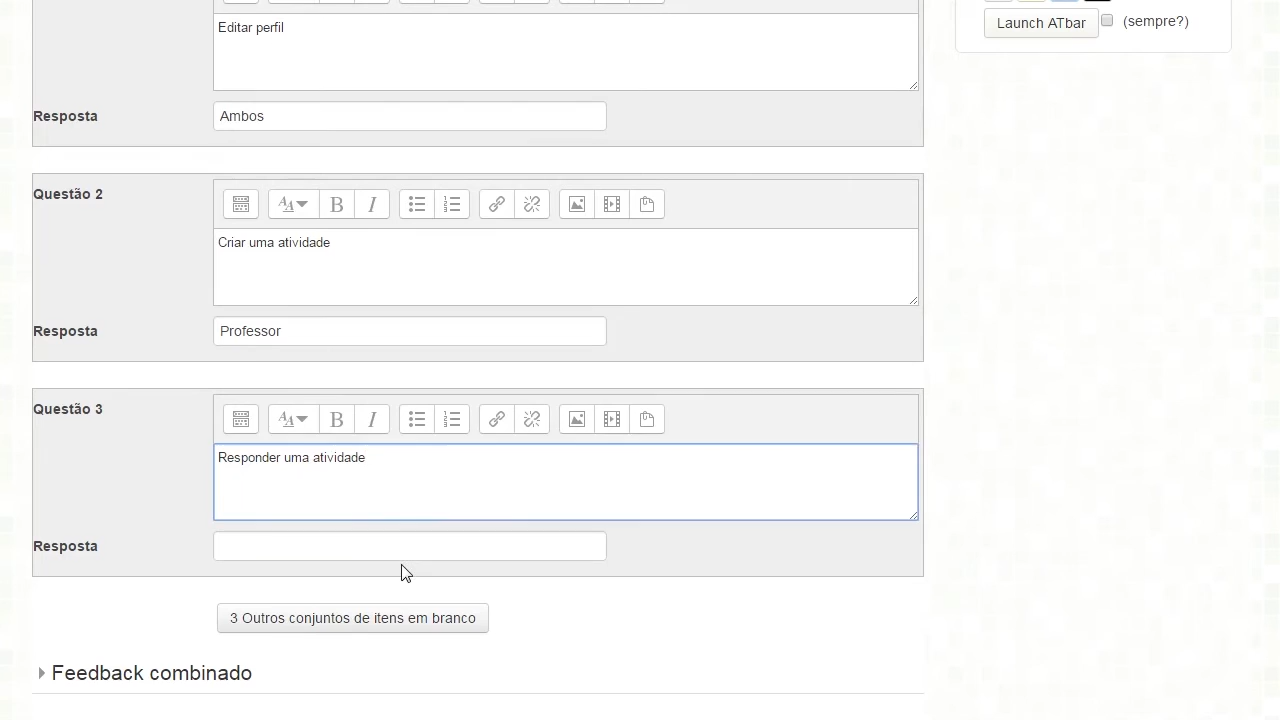 Launch ATbar (sempre?)
Editar perfil
Resposta Ambos
Questão 2
Criar uma atividade
Resposta Professor
Questão 3
Responder uma atividade
Resposta
3 Outros conjuntos de itens em branco
Feedback combinado